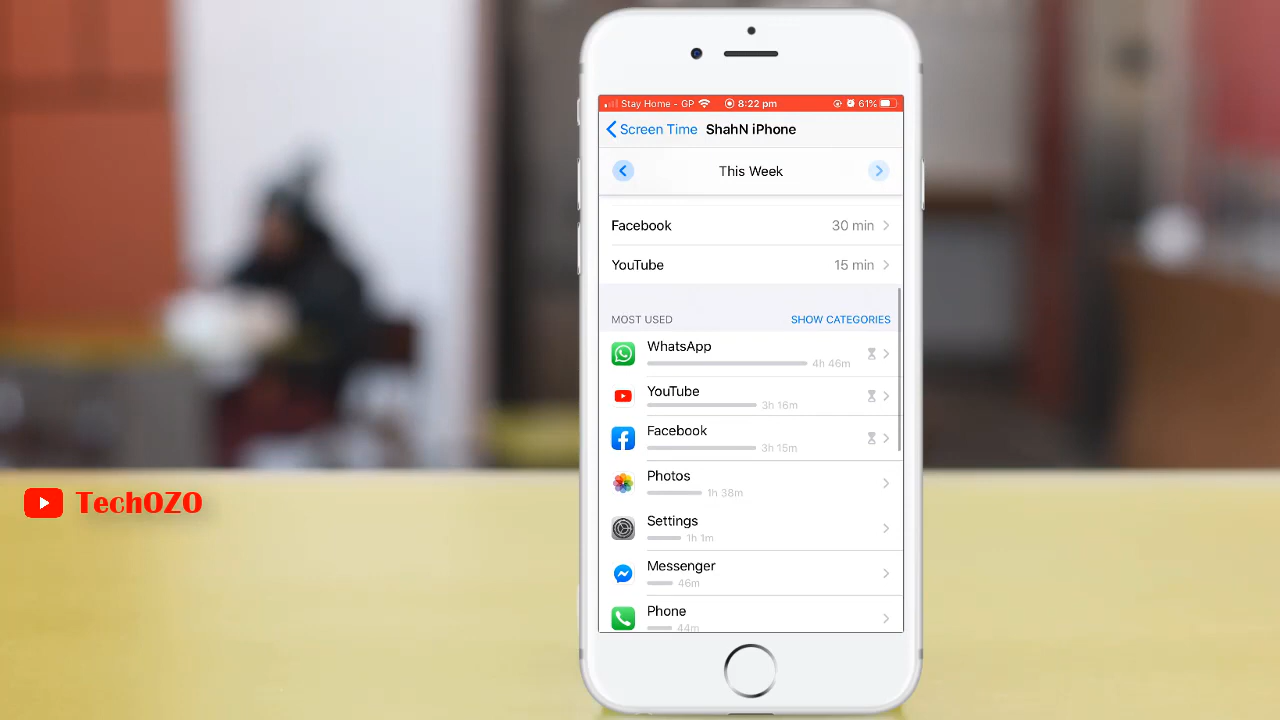 Stay Home - GP 8:22 pm 61%
Screen Time ShahN iPhone
This Week
Facebook 30 min
YouTube 15 min
MOST USED SHOW CATEGORIES
WhatsApp
4h 46m
YouTube
3h 16m
Facebook
3h 15m
Photos
1h 38m
Settings
1h 1m
Messenger
46m
Phone
44m
TechOZO